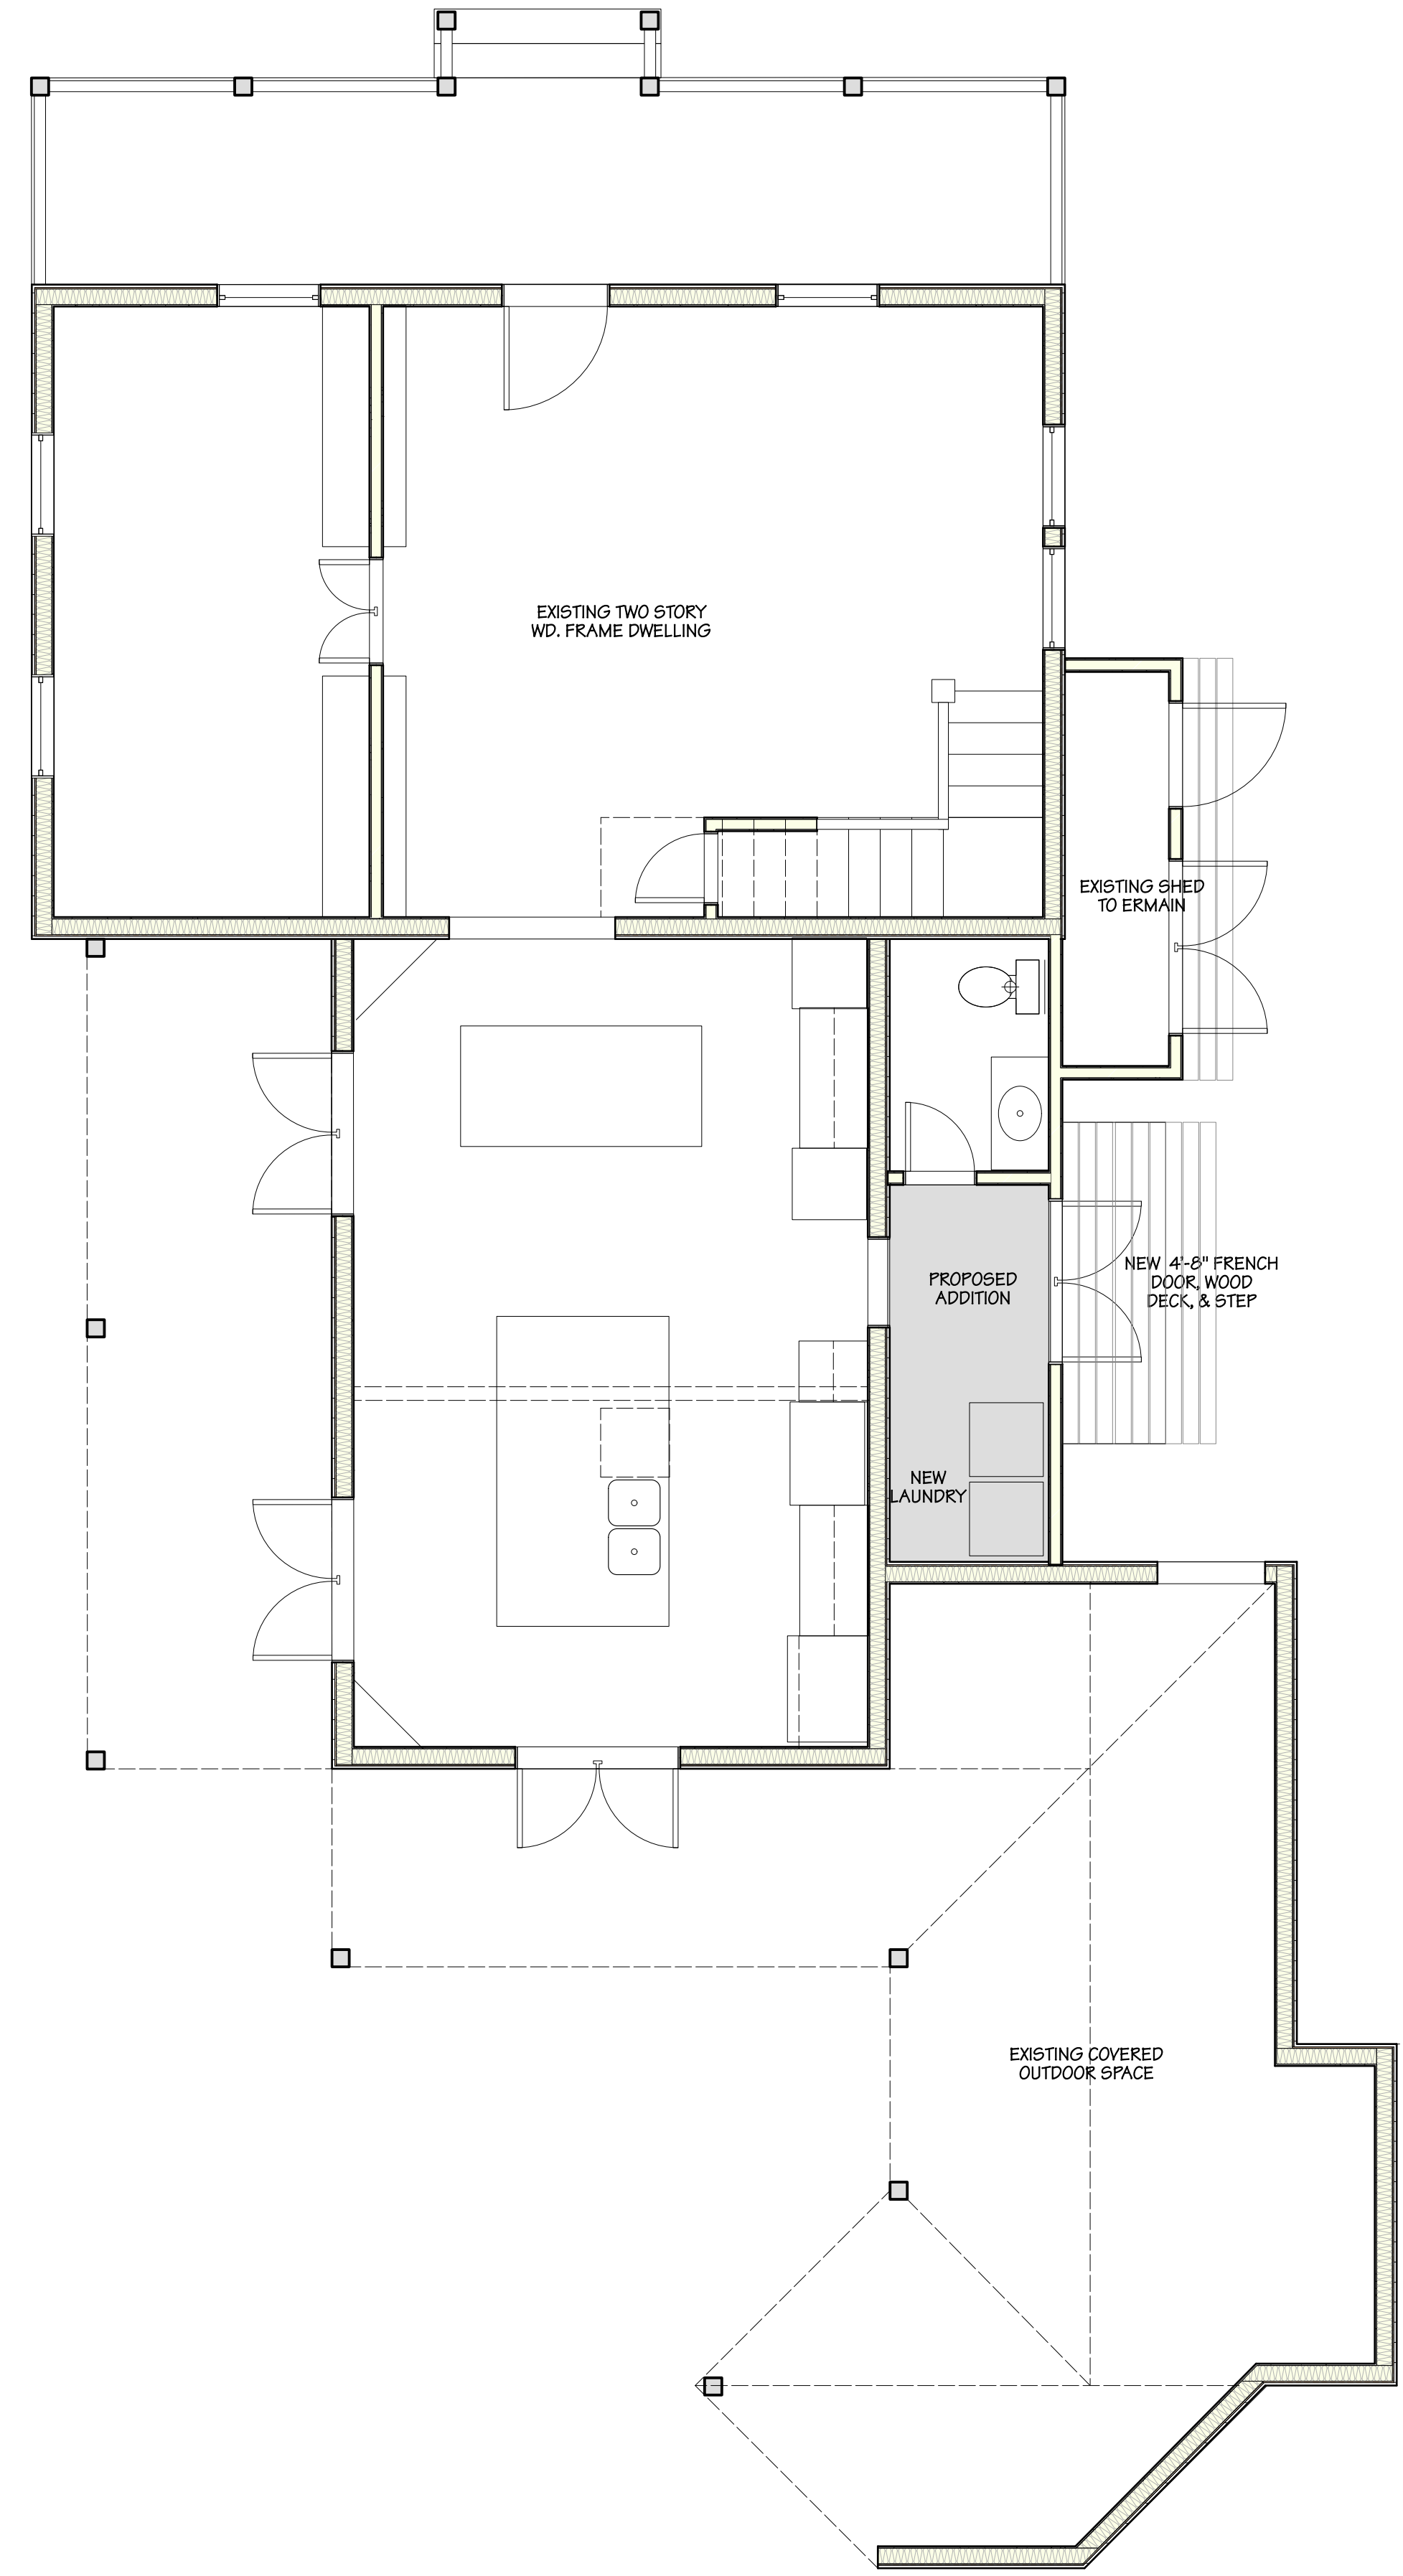 EXISTING TWO STORY
WD. FRAME DWELLING
EXISTING SHED
TO ERMAIN
PROPOSED
ADDITION
NEW 4'-8" FRENCH
DOOR, WOOD
DECK, & STEP
NEW
LAUNDRY
EXISTING COVERED
OUTDOOR SPACE